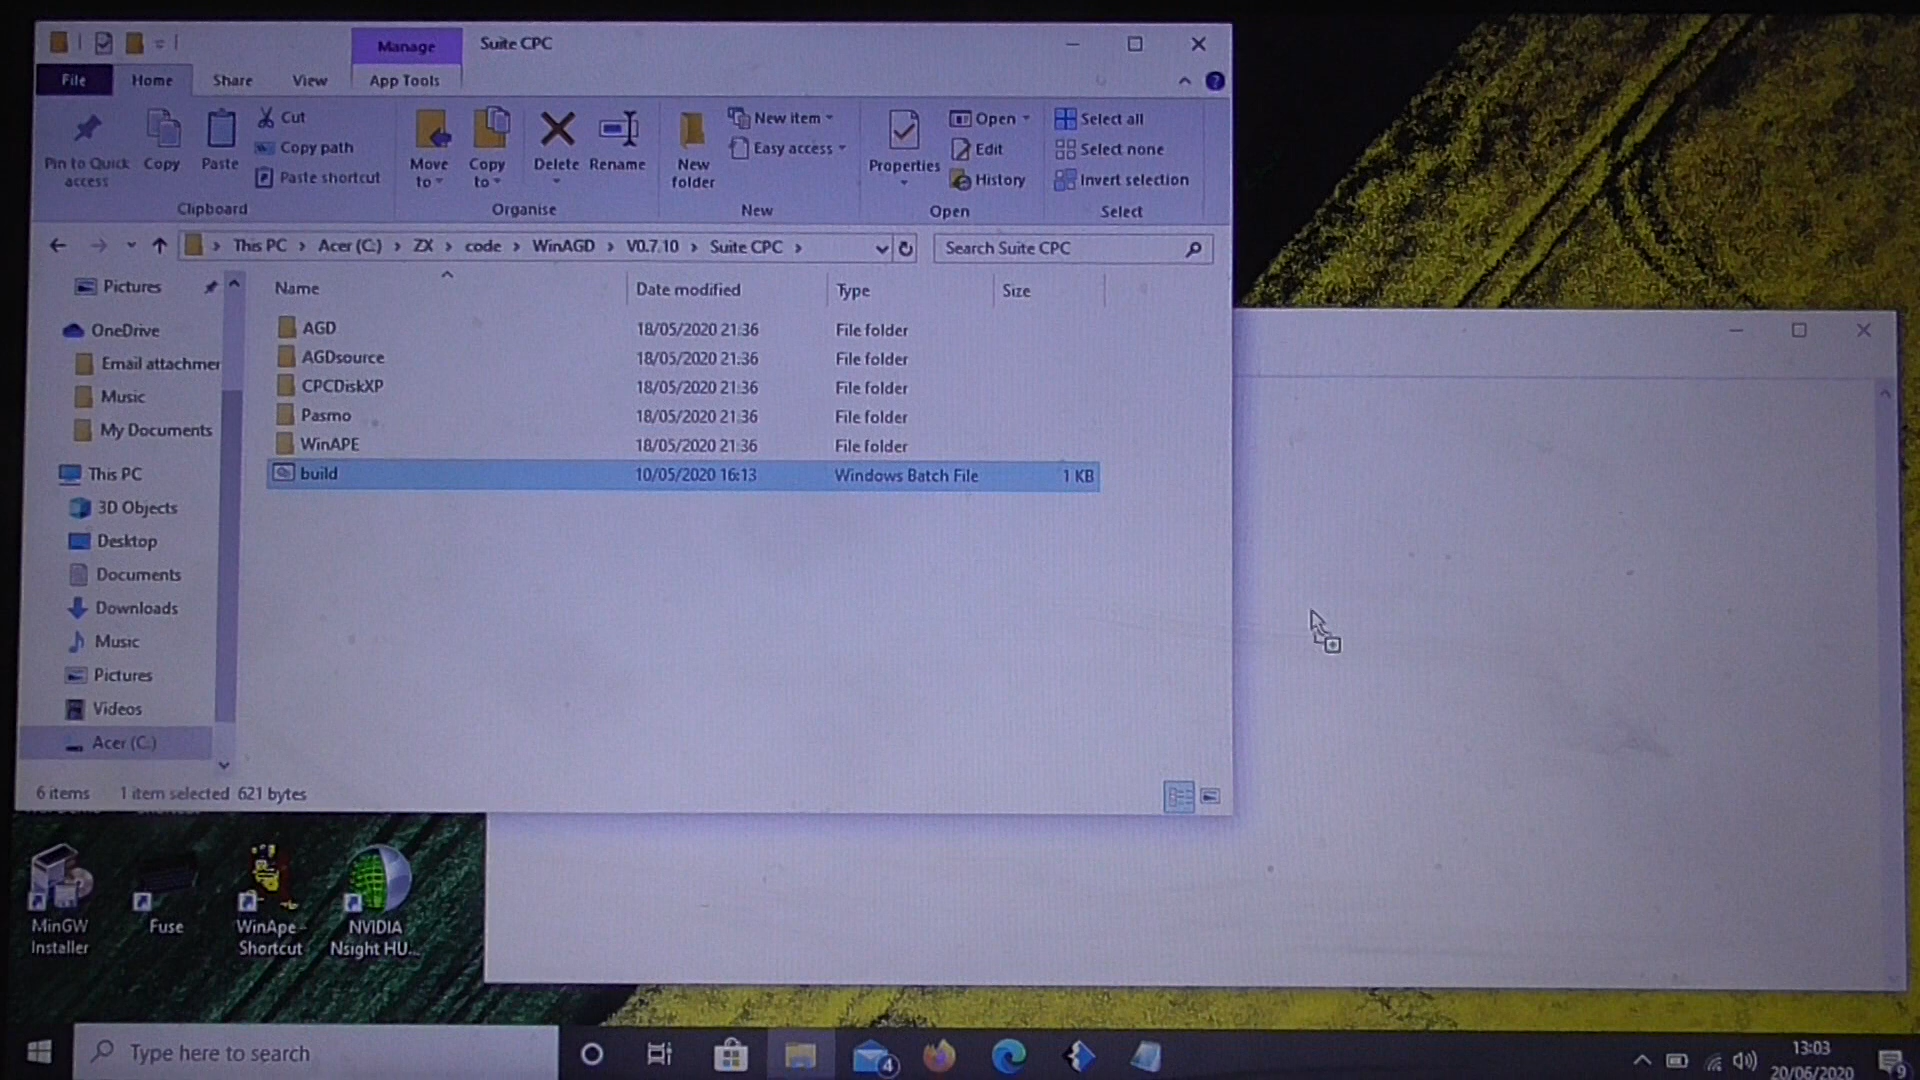 Manage
Suite CPC
File
Home
Share
View
App Tools
Pin to Quick access
Copy
Paste
Cut
Copy path
Paste shortcut
Clipboard
Move to
Copy to
Delete
Rename
Organise
New folder
New item
Easy access
New
Properties
Open
Edit
History
Open
Select all
Select none
Invert selection
Select
This PC > Acer (C:) > ZX > code > WinAGD > V0.7.10 > Suite CPC >
Search Suite CPC
Name
Date modified
Type
Size
Pictures
OneDrive
Email attachmer
Music
My Documents
This PC
3D Objects
Desktop
Documents
Downloads
Music
Pictures
Videos
Acer (C:)
AGD 18/05/2020 21:36 File folder
AGDsource 18/05/2020 21:36 File folder
CPCDiskXP 18/05/2020 21:36 File folder
Pasmo 18/05/2020 21:36 File folder
WinAPE 18/05/2020 21:36 File folder
build 10/05/2020 16:13 Windows Batch File 1 KB
6 items 1 item selected 621 bytes
MinGW Installer
Fuse
WinApe - Shortcut
NVIDIA Nsight HU...
Type here to search
4
13:03
20/06/2020
9